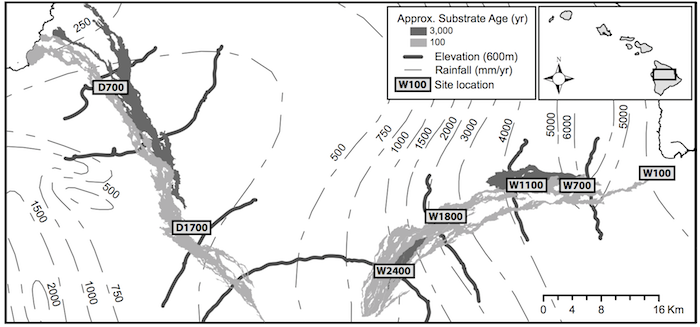 250
Approx. Substrate Age (yr)
3,000
100
Elevation (600m)
Rainfall (mm/yr)
W100 Site location
N
D700
500
750
1000
1500
2000
3000
4000
5000
6000
5000
W100
500
W1100
W700
1500
W1800
D1700
W2400
2000
1000
750
0 4 8 16 Km